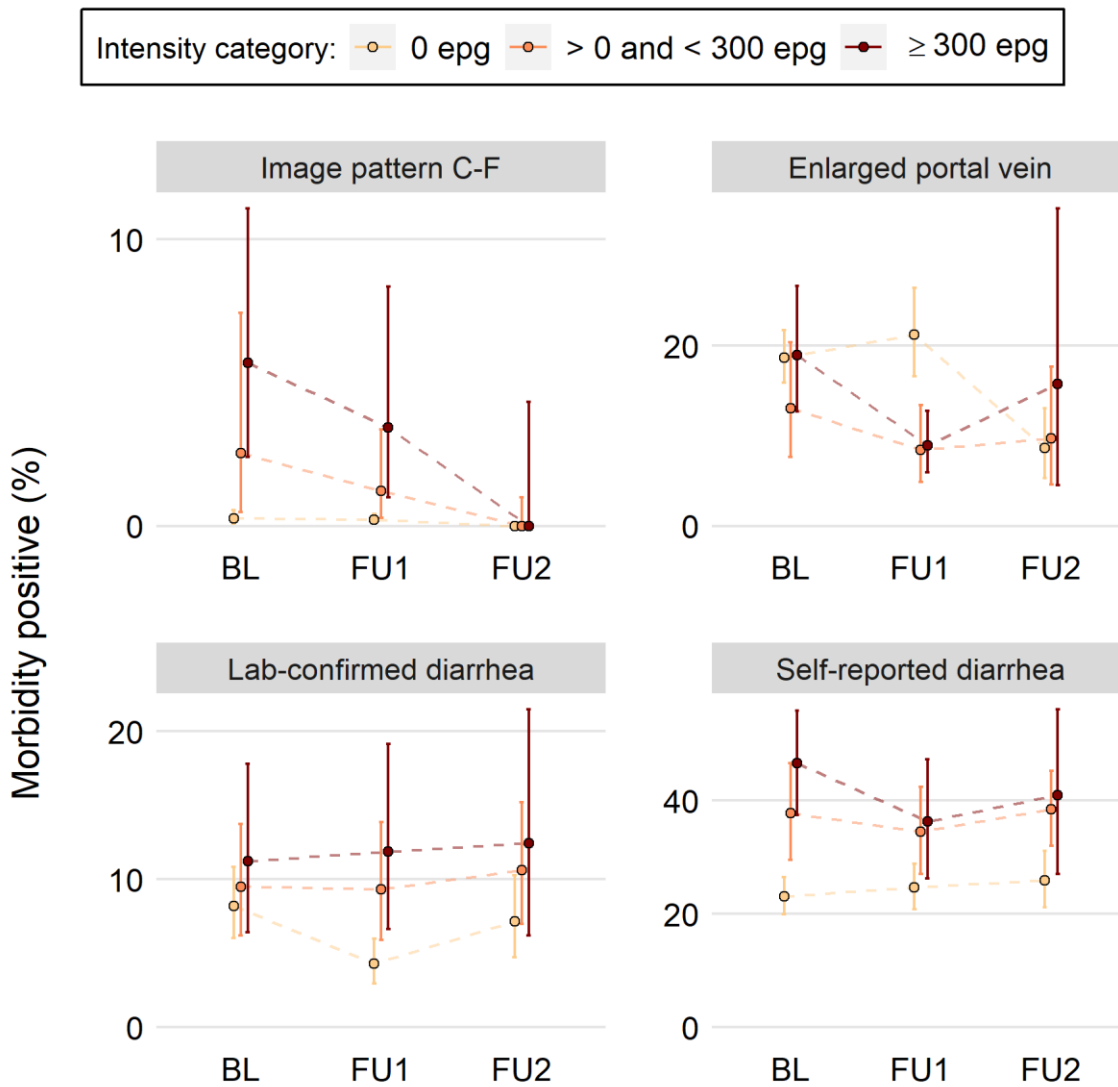 Intensity category: 0 epg > 0 and < 300 epg ≥ 300 epg
Image pattern C-F
Enlarged portal vein
10
0
BL FU1 FU2
20
0
BL FU1 FU2
Morbidity positive (%)
Lab-confirmed diarrhea
Self-reported diarrhea
20
10
0
BL FU1 FU2
40
20
0
BL FU1 FU2